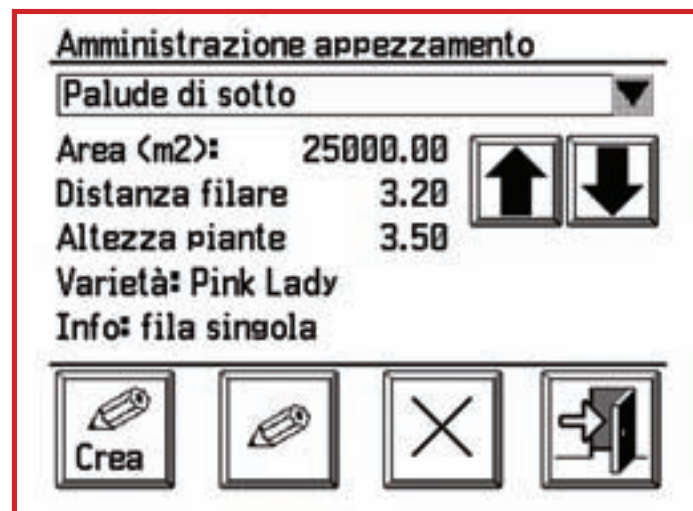 Amministrazione appezzamento
Palude di sotto
Area (m2): 25000.00
Distanza filare 3.20
Altezza piante 3.50
Varietà: Pink Lady
Info: fila singola
Crea